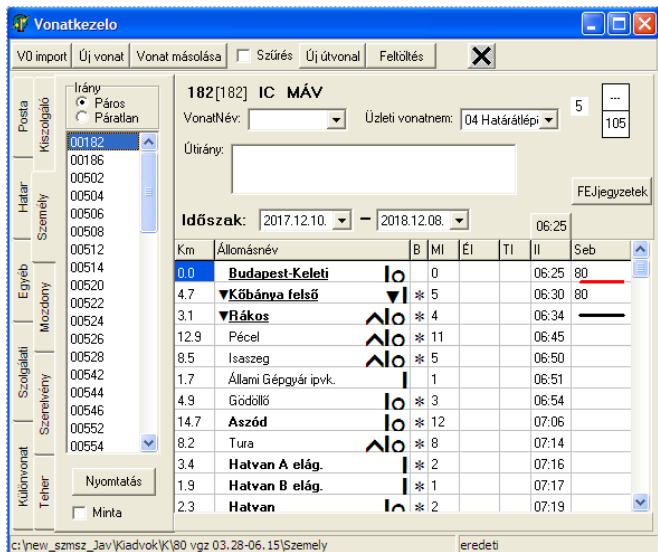 Vonatkezelo
V0 import Új vonat Vonat másolása Szűrés Új útvonal Feltöltés X
Posta
Hatar
Egyéb
Szolgálati
Különvonat
Kiszolgáló
Személy
Mozdony
Szerelvény
Teher
Irány
Páros
Páratlan
00182
00186
00502
00504
00506
00508
00512
00514
00520
00522
00524
00526
00528
00542
00544
00546
00552
00554
Nyomtatás
Minta
182[182] IC MÁV
VonatNév: Üzleti vonatnem: 04 Határátlépi
5
...
105
Útirány:
FEJjegyzetek
Időszak: 2017.12.10. – 2018.12.08.
06:25
Km Állomásnév B MI ÉI TI II Seb
0.0 Budapest-Keleti 0 06:25 80
4.7 ▼Kőbánya felső * 5 06:30 80
3.1 ▼Rákos * 4 06:34
12.9 Pécel * 11 06:45
8.5 Isaszeg * 5 06:50
1.7 Állami Gépgyár ipvk. 1 06:51
4.9 Gödöllő * 3 06:54
14.7 Aszód * 12 07:06
8.2 Tura * 8 07:14
3.4 Hatvan A elág. * 2 07:16
1.9 Hatvan B elág. * 1 07:17
2.3 Hatvan * 2 07:19
c:\new_szmsz_Jav\Kiadvok\K\80 vgz 03.28-06.15\Szemely eredeti